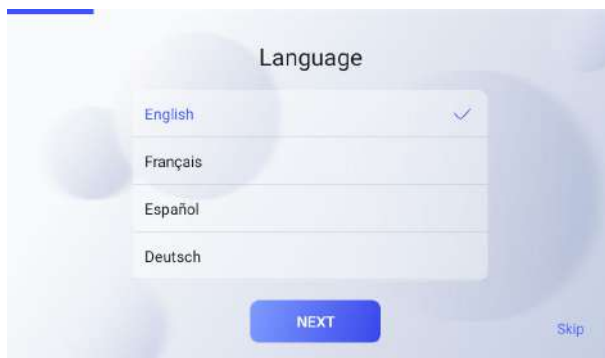 Language
English
Français
Español
Deutsch
NEXT
Skip